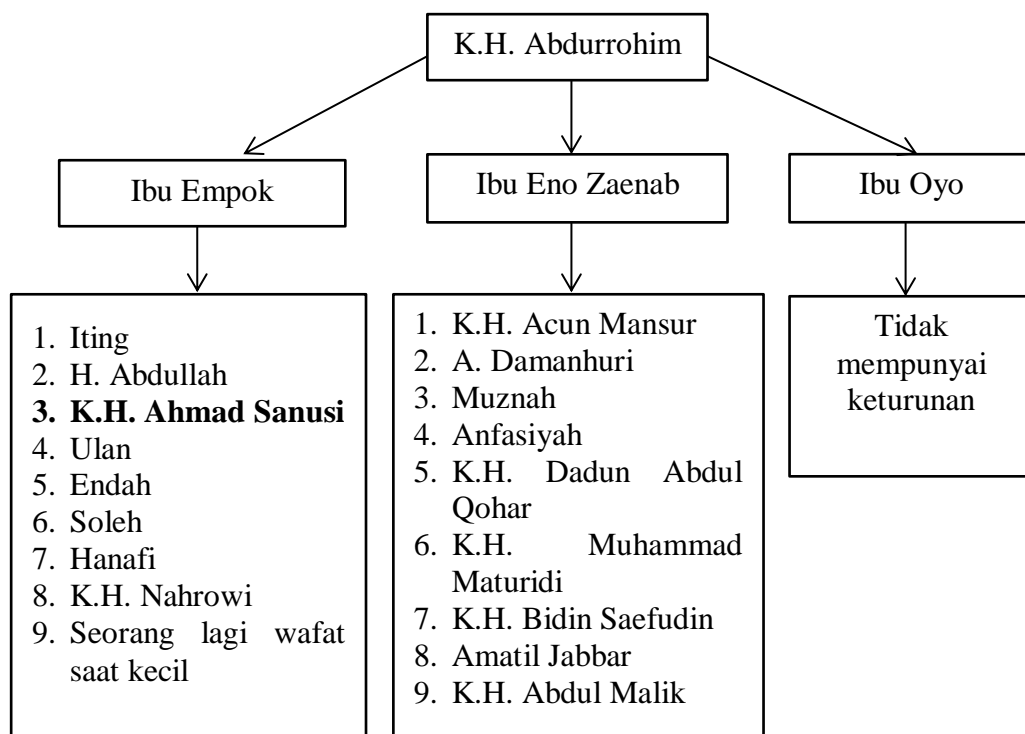 K.H. Abdurrohim
Ibu Empok
Ibu Eno Zaenab
Ibu Oyo
1. Iting
2. H. Abdullah
3. K.H. Ahmad Sanusi
4. Ulan
5. Endah
6. Soleh
7. Hanafi
8. K.H. Nahrowi
9. Seorang lagi wafat
saat kecil
1. K.H. Acun Mansur
2. A. Damanhuri
3. Muznah
4. Anfasiyah
5. K.H. Dadun Abdul
Qohar
6. K.H. Muhammad
Maturidi
7. K.H. Bidin Saefudin
8. Amatil Jabbar
9. K.H. Abdul Malik
Tidak
mempunyai
keturunan